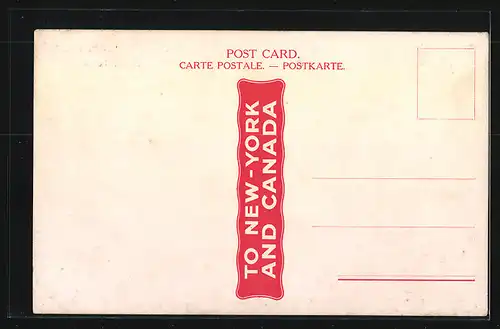 POST CARD.
CARTE POSTALE. — POSTKARTE.
TO NEW-YORK
AND CANADA